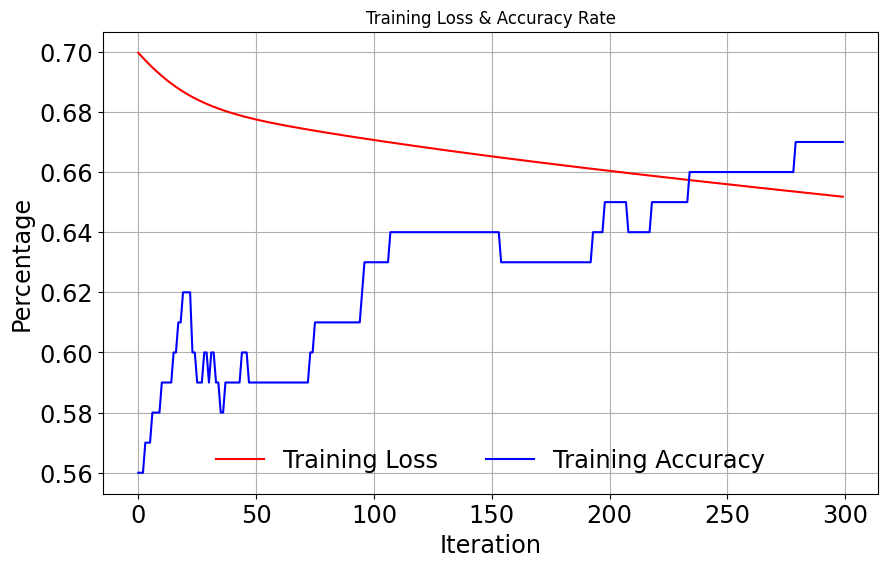 Training Loss & Accuracy Rate
0.70
0.68
0.66
0.64
0.62
0.60
0.58
0.56
Percentage
Training Loss
Training Accuracy
0 50 100 150 200 250 300
Iteration